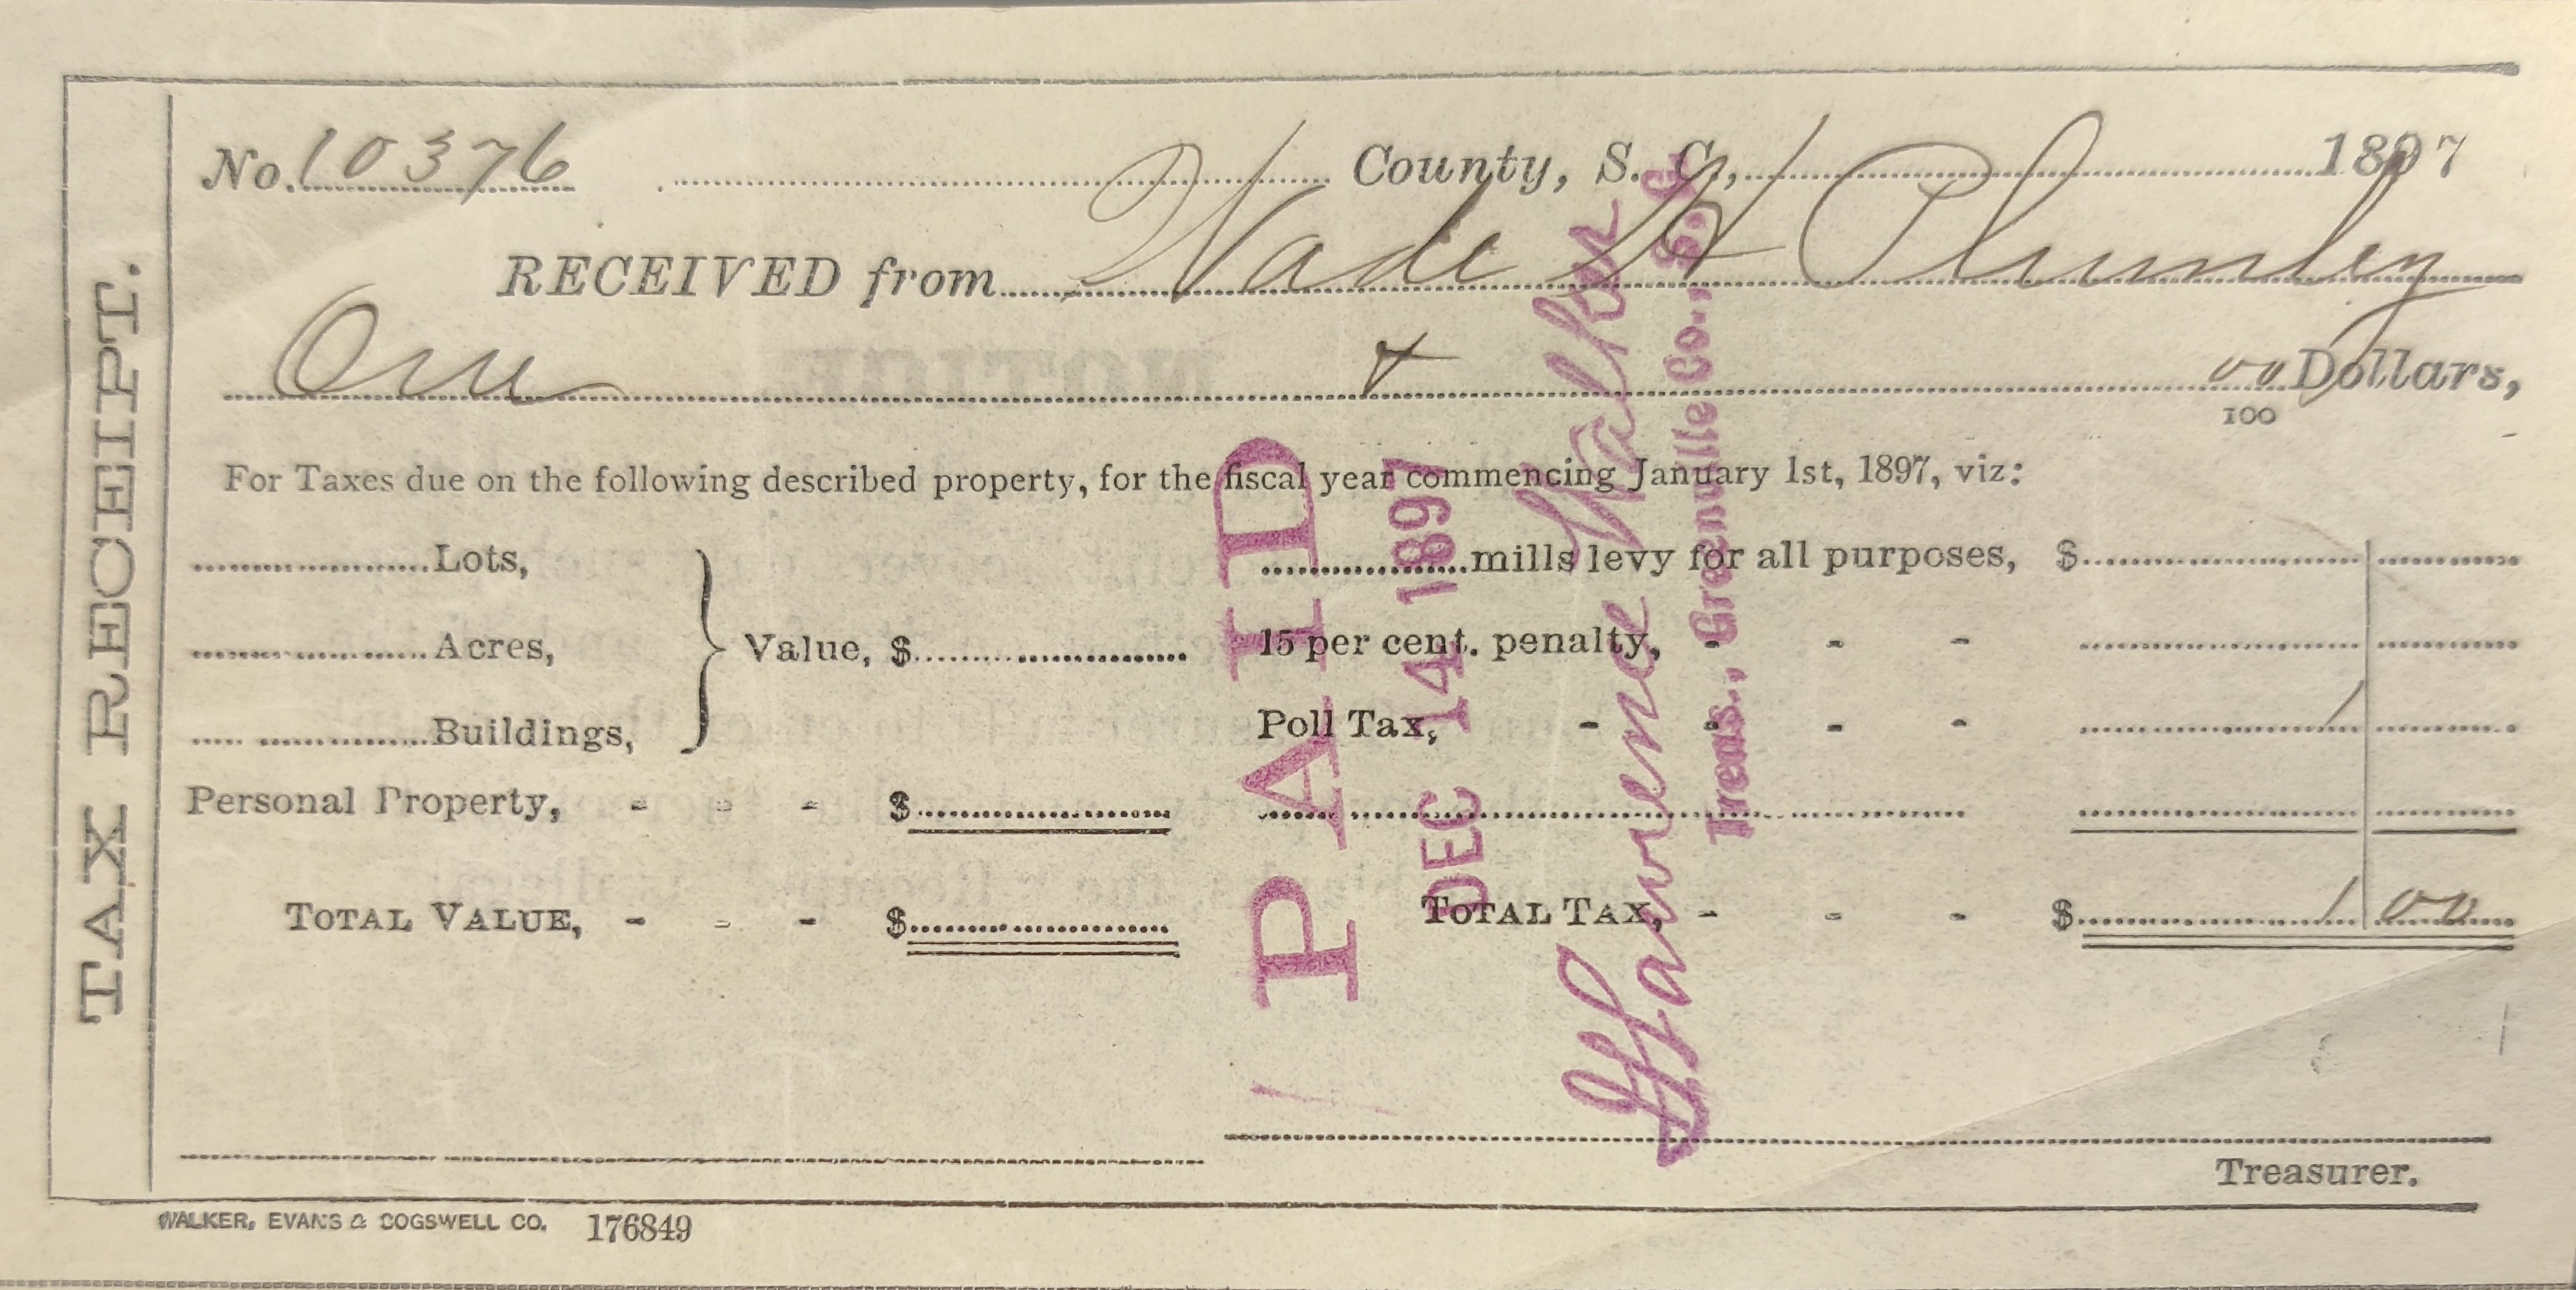 TAX RECEIPT.
No. 10376 County, S. C., 1897
RECEIVED from Wade H Plumley
One & 00/100 Dollars,
For Taxes due on the following described property, for the fiscal year commencing January 1st, 1897, viz:
Lots,
Acres,
Buildings,
Value, $
Personal Property, - - - $
TOTAL VALUE, - - - $
mills levy for all purposes, $
15 per cent. penalty, - - -
Poll Tax, - - - - 1
TOTAL TAX, - - - $ 1 00
PAID
DEC 14 1897
Walker
Treas., Greenville Co., S. C.
Treasurer.
WALKER, EVANS & COGSWELL CO. 176849